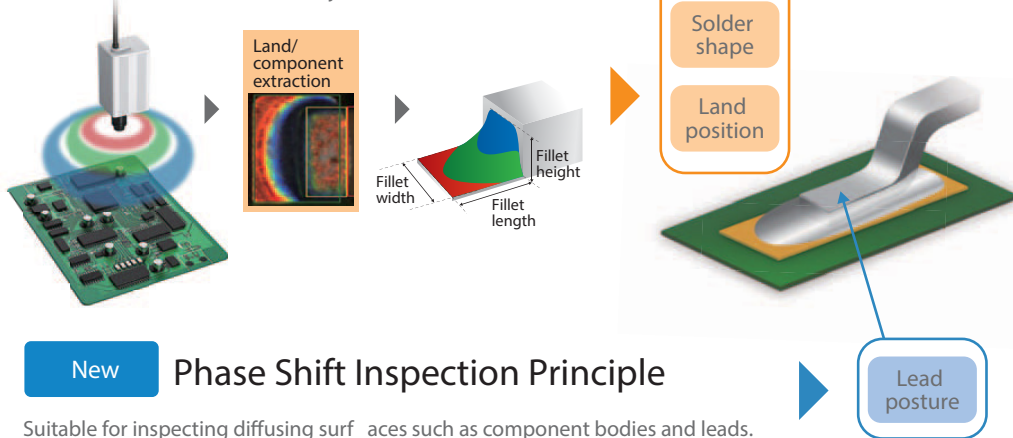 Solder
shape
Land
position
Land/
component
extraction
Fillet
width
Fillet
length
Fillet
height
New
Phase Shift Inspection Principle
Suitable for inspecting diffusing surf aces such as component bodies and leads.
Lead
posture